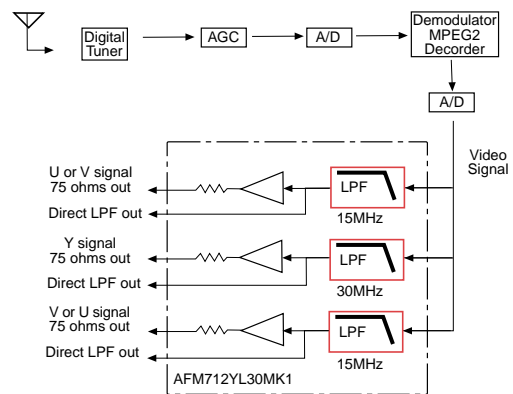 Digital
Tuner
AGC
A/D
Demodulator
MPEG2
Decorder
A/D
Video
Signal
U or V signal
75 ohms out
Direct LPF out
LPF
15MHz
Y signal
75 ohms out
Direct LPF out
LPF
30MHz
V or U signal
75 ohms out
Direct LPF out
LPF
15MHz
AFM712YL30MK1